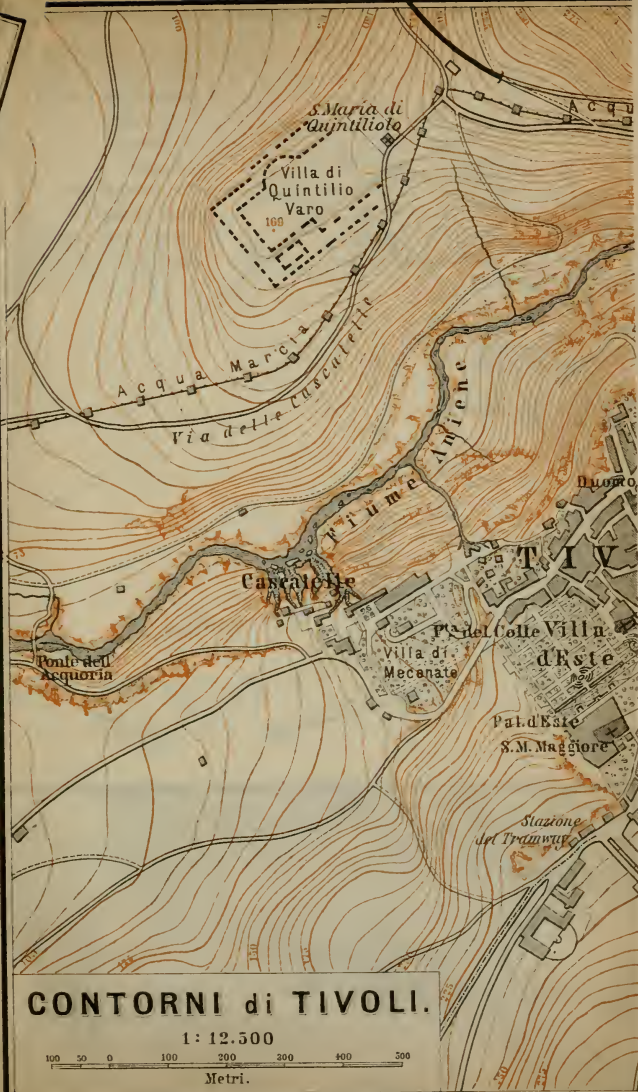 S. Maria di
Quintiliolo
Villa di
Quintilio
Varo
160
Acqu
Acqua Marcia
Via delle Cascatelle
Fiume Aniene
Duomo
TIV
Cascatelle
Pta del Colle
Villa
d'Este
Villa di
Mecenate
Ponte dell'
Acquoria
Pal. d'Este
S.M. Maggiore
Stazione
del Tramway
CONTORNI di TIVOLI.
1: 12.500
100 50 0 100 200 300 400 500
Metri.